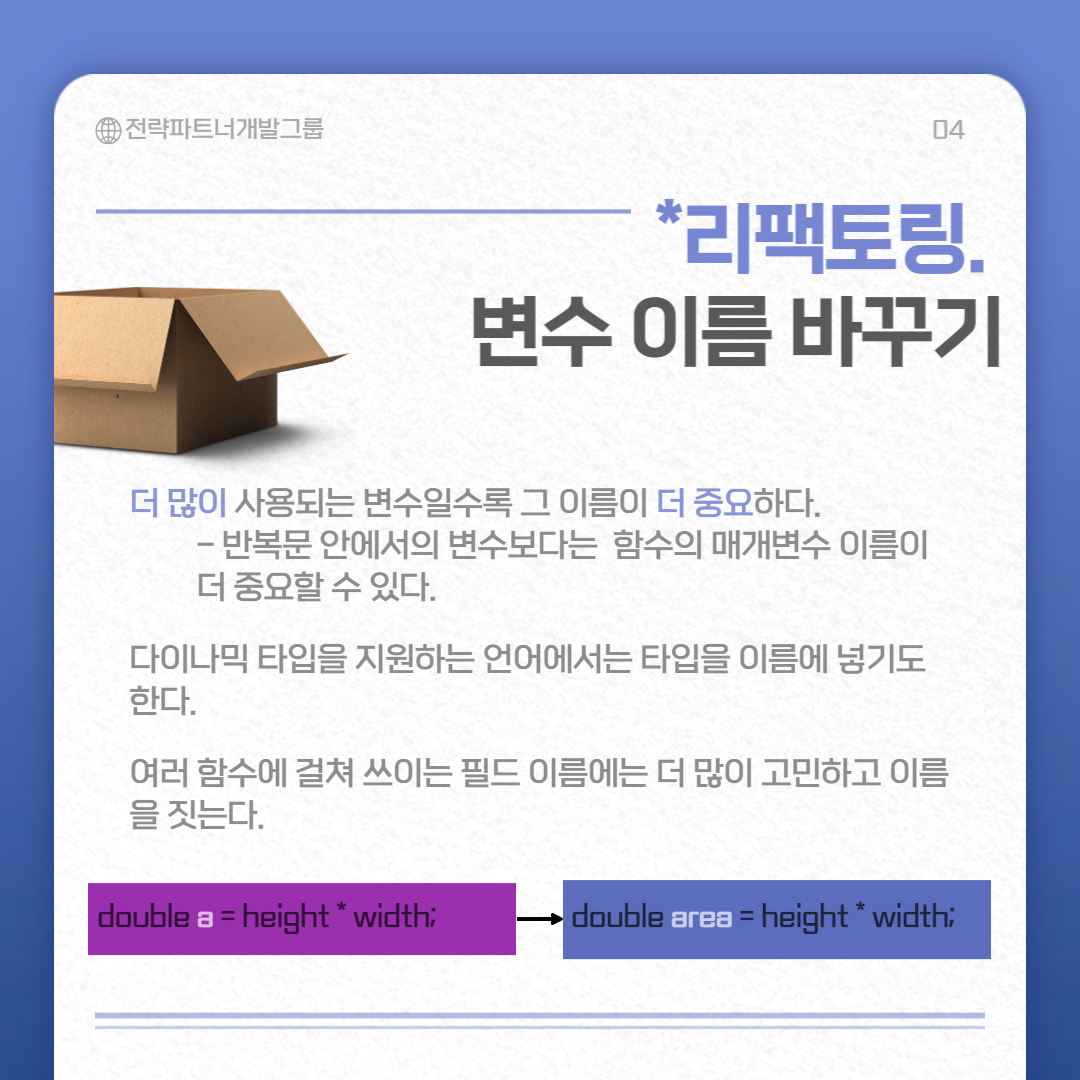 전략파트너개발그룹
04
*리팩토링.
변수 이름 바꾸기
더 많이 사용되는 변수일수록 그 이름이 더 중요하다.
– 반복문 안에서의 변수보다는 함수의 매개변수 이름이
더 중요할 수 있다.
다이나믹 타입을 지원하는 언어에서는 타입을 이름에 넣기도
한다.
여러 함수에 걸쳐 쓰이는 필드 이름에는 더 많이 고민하고 이름
을 짓는다.
double a = height * width;
double area = height * width;